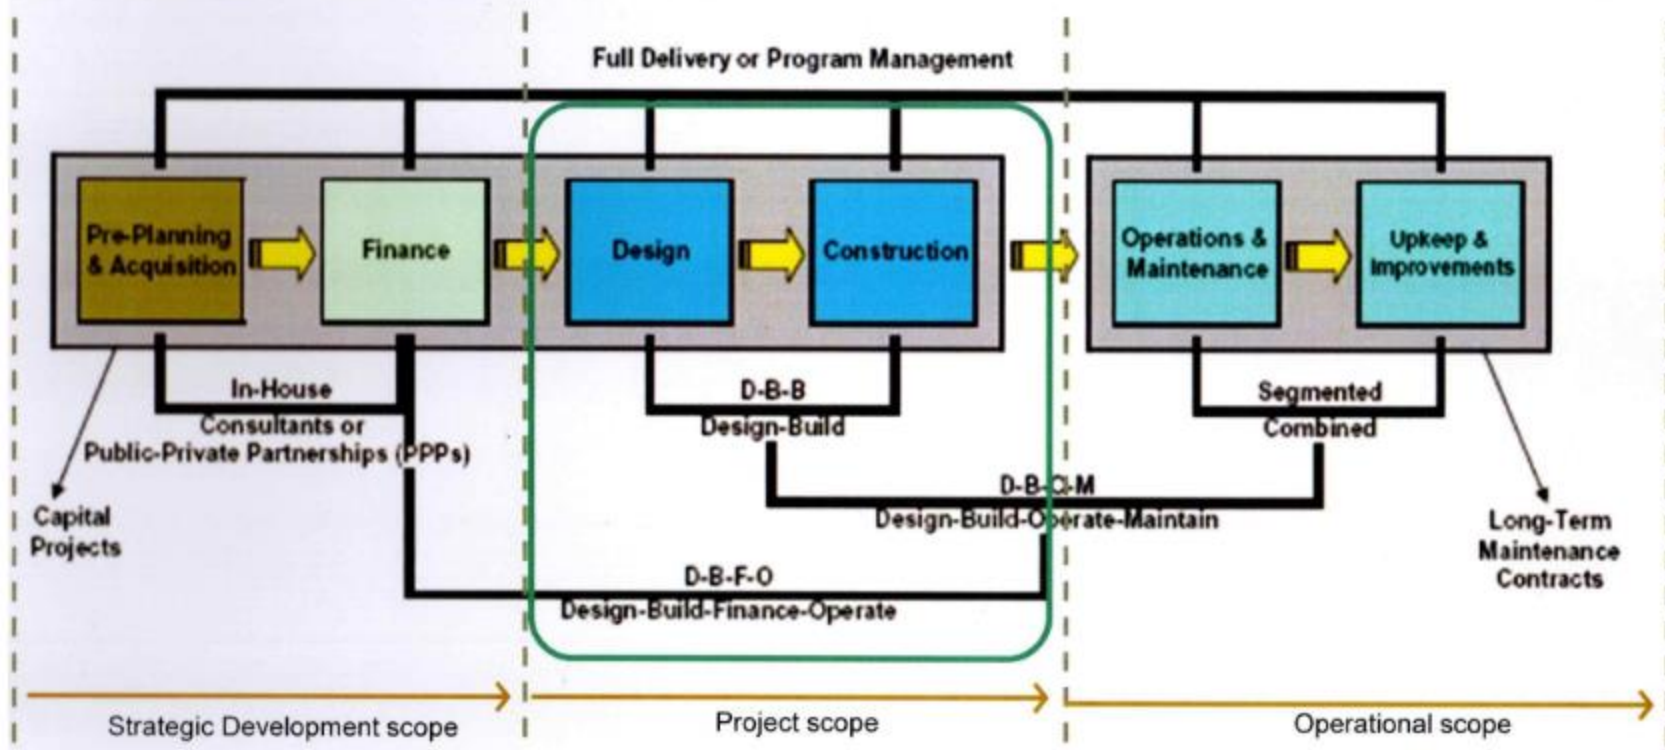 Full Delivery or Program Management
Pre-Planning
& Acquisition
Finance
Design
Construction
Operations &
Maintenance
Upkeep &
Improvements
In-House
Consultants or
Public-Private Partnerships (PPPs)
D-B-B
Design-Build
Segmented
Combined
D-B-O-M
Design-Build-Operate-Maintain
Capital
Projects
Long-Term
Maintenance
Contracts
D-B-F-O
Design-Build-Finance-Operate
Strategic Development scope
Project scope
Operational scope